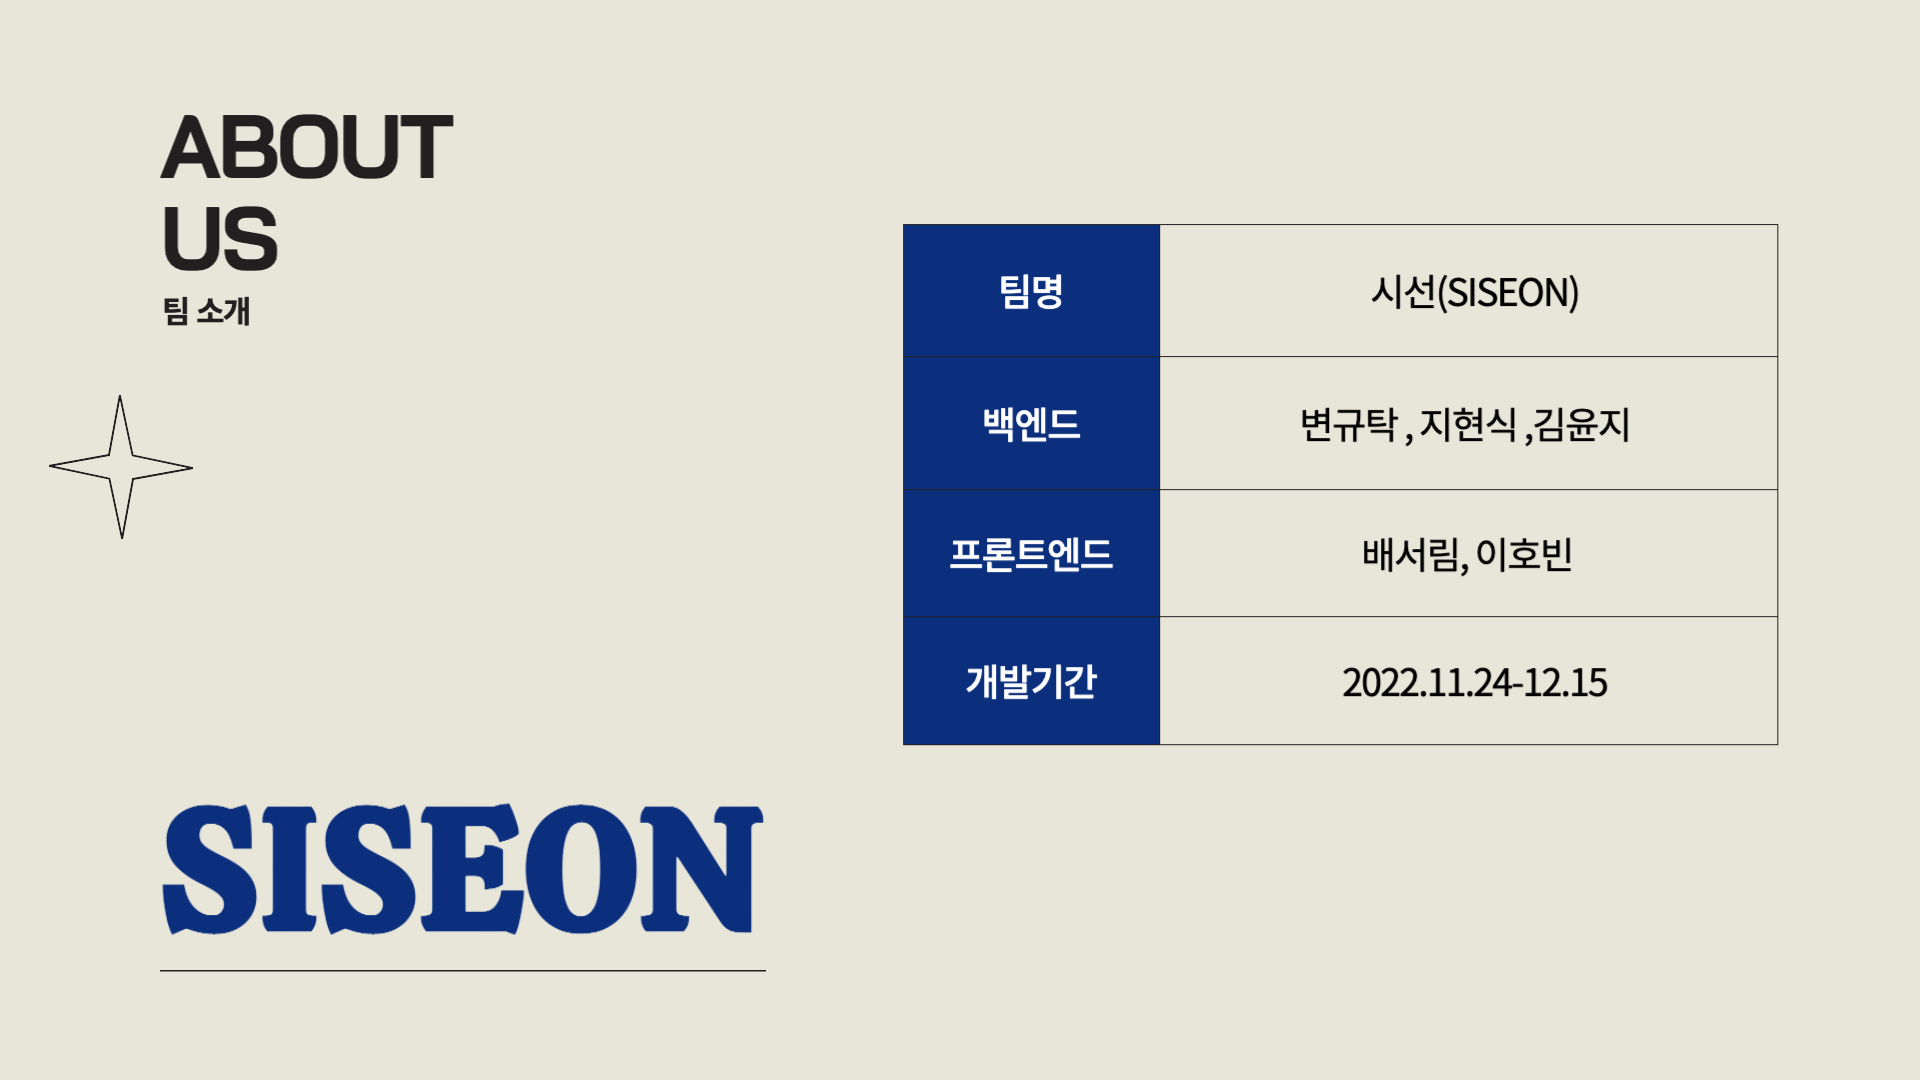 ABOUT
US
팀 소개
팀명 시선(SISEON)
백엔드 변규탁 , 지현식 ,김윤지
프론트엔드 배서림, 이호빈
개발기간 2022.11.24-12.15
SISEON